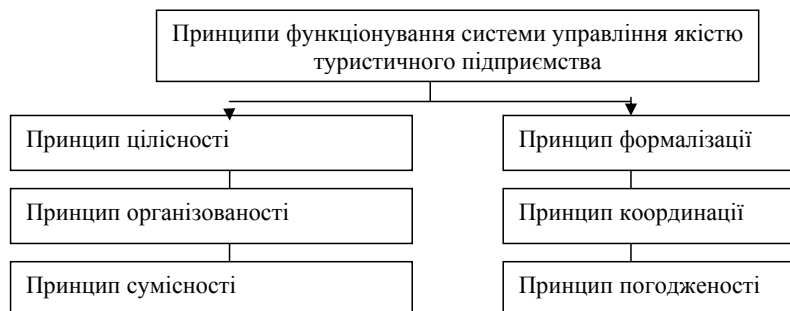 Принципи функціонування системи управління якістю
туристичного підприємства
Принцип цілісності
Принцип формалізації
Принцип організованості
Принцип координації
Принцип сумісності
Принцип погодженості